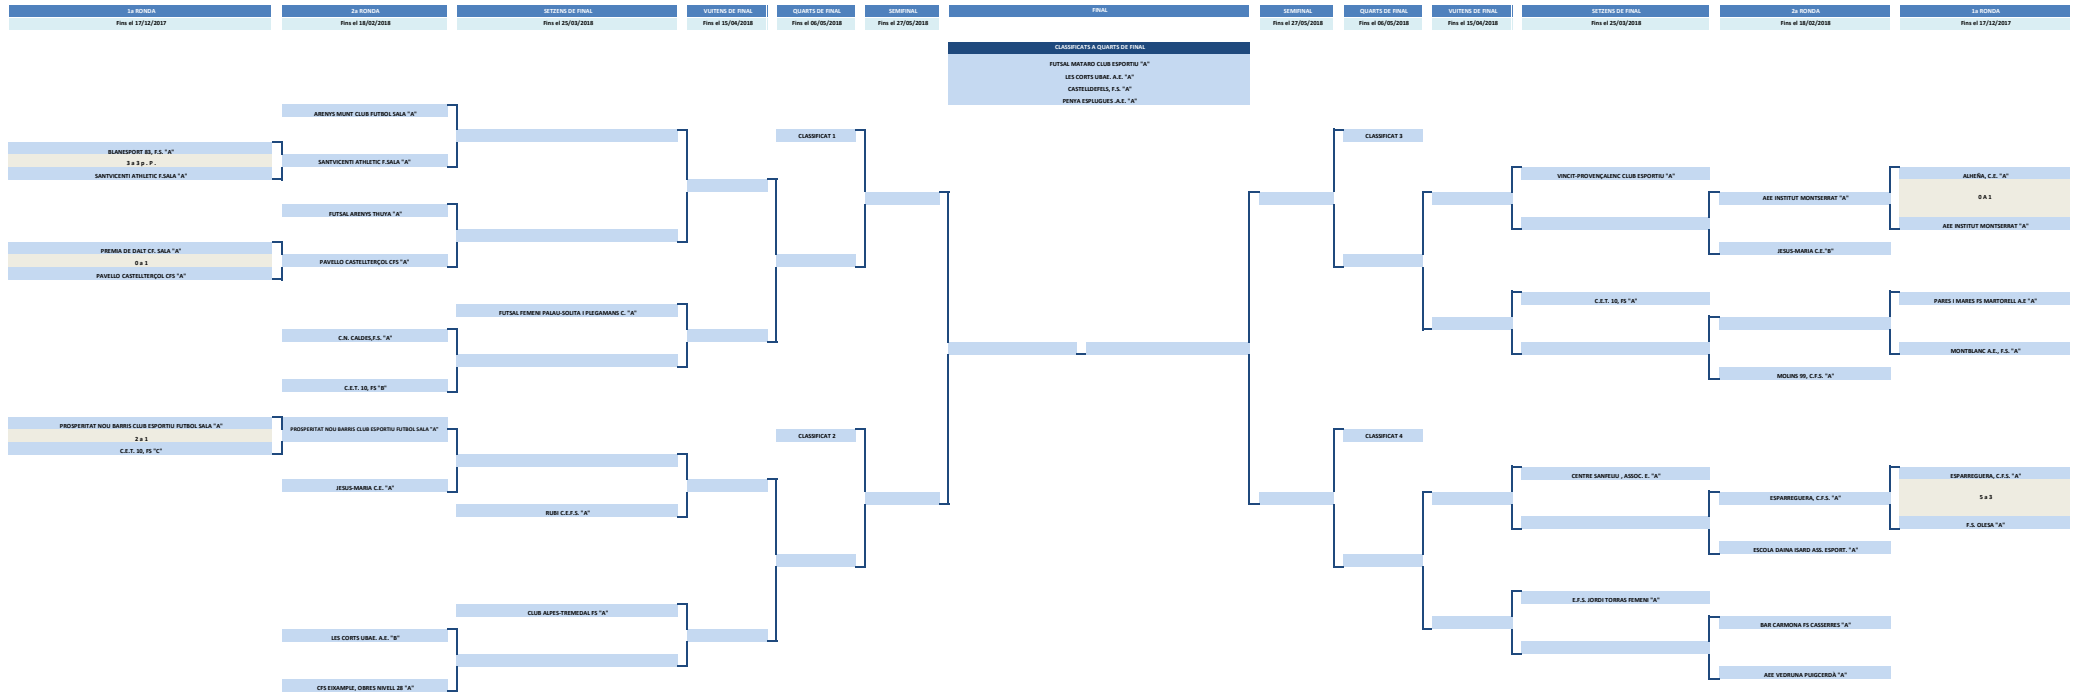 1a RONDA
2a RONDA
SETZENS DE FINAL
VUITENS DE FINAL
QUARTS DE FINAL
SEMIFINAL
FINAL
SEMIFINAL
QUARTS DE FINAL
VUITENS DE FINAL
SETZENS DE FINAL
2a RONDA
1a RONDA
Fins el 17/12/2017
Fins el 18/02/2018
Fins el 25/03/2018
Fins el 15/04/2018
Fins el 06/05/2018
Fins el 27/05/2018
Fins el 27/05/2018
Fins el 06/05/2018
Fins el 15/04/2018
Fins el 25/03/2018
Fins el 18/02/2018
Fins el 17/12/2017
CLASSIFICATS A QUARTS DE FINAL
FUTSAL MATARO CLUB ESPORTIU "A"
LES CORTS UBAE. A.E. "A"
CASTELLDEFELS, F.S. "A"
PENYA ESPLUGUES .A.E. "A"
BLANESPORT 83, F.S. "A"
3 a 3 p . P .
SANTVICENTI ATHLETIC F.SALA "A"
PREMIA DE DALT CF. SALA "A"
0 a 1
PAVELLO CASTELLTERÇOL CFS "A"
PROSPERITAT NOU BARRIS CLUB ESPORTIU FUTBOL SALA "A"
2 a 1
C.E.T. 10, FS "C"
ARENYS MUNT CLUB FUTBOL SALA "A"
SANTVICENTI ATHLETIC F.SALA "A"
FUTSAL ARENYS THUYA "A"
PAVELLO CASTELLTERÇOL CFS "A"
C.N. CALDES,F.S. "A"
C.E.T. 10, FS "B"
PROSPERITAT NOU BARRIS CLUB ESPORTIU FUTBOL SALA "A"
JESUS-MARIA C.E. "A"
LES CORTS UBAE. A.E. "B"
CFS EIXAMPLE, OBRES NIVELL 28 "A"
FUTSAL FEMENI PALAU-SOLITA I PLEGAMANS C. "A"
RUBI C.E.F.S. "A"
CLUB ALPES-TREMEDAL FS "A"
CLASSIFICAT 1
CLASSIFICAT 2
CLASSIFICAT 3
CLASSIFICAT 4
VINCIT-PROVENÇALENC CLUB ESPORTIU "A"
C.E.T. 10, FS "A"
CENTRE SANFELIU , ASSOC. E. "A"
E.F.S. JORDI TORRAS FEMENI "A"
AEE INSTITUT MONTSERRAT "A"
JESUS-MARIA C.E."B"
MOLINS 99, C.F.S. "A"
ESPARREGUERA, C.F.S. "A"
ESCOLA DAINA ISARD ASS. ESPORT. "A"
BAR CARMONA FS CASSERRES "A"
AEE VEDRUNA PUIGCERDÀ "A"
ALHEÑA, C.E. "A"
0 A 1
AEE INSTITUT MONTSERRAT "A"
PARES I MARES FS MARTORELL A.E "A"
MONTBLANC A.E., F.S. "A"
ESPARREGUERA, C.F.S. "A"
5 a 3
F.S. OLESA "A"